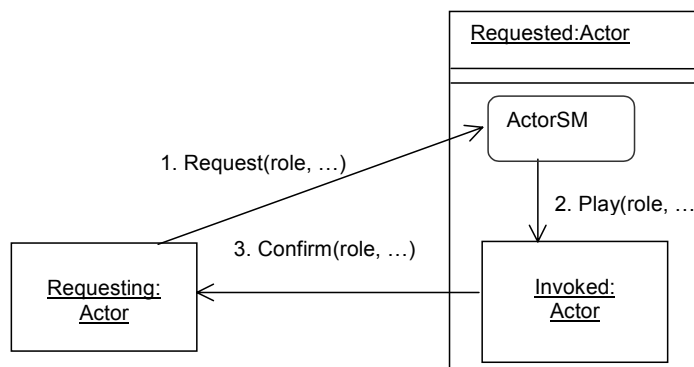 Requested:Actor
ActorSM
1. Request(role, …)
2. Play(role, …
3. Confirm(role, …)
Requesting:
Actor
Invoked:
Actor